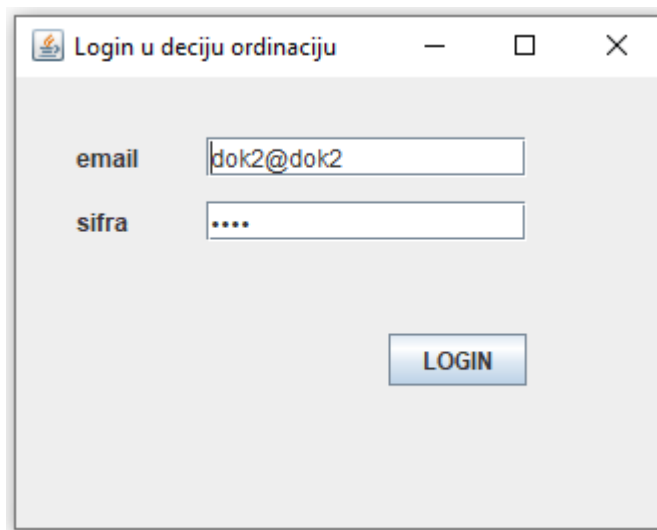 Login u deciju ordinaciju
email dok2@dok2
sifra ••••
LOGIN